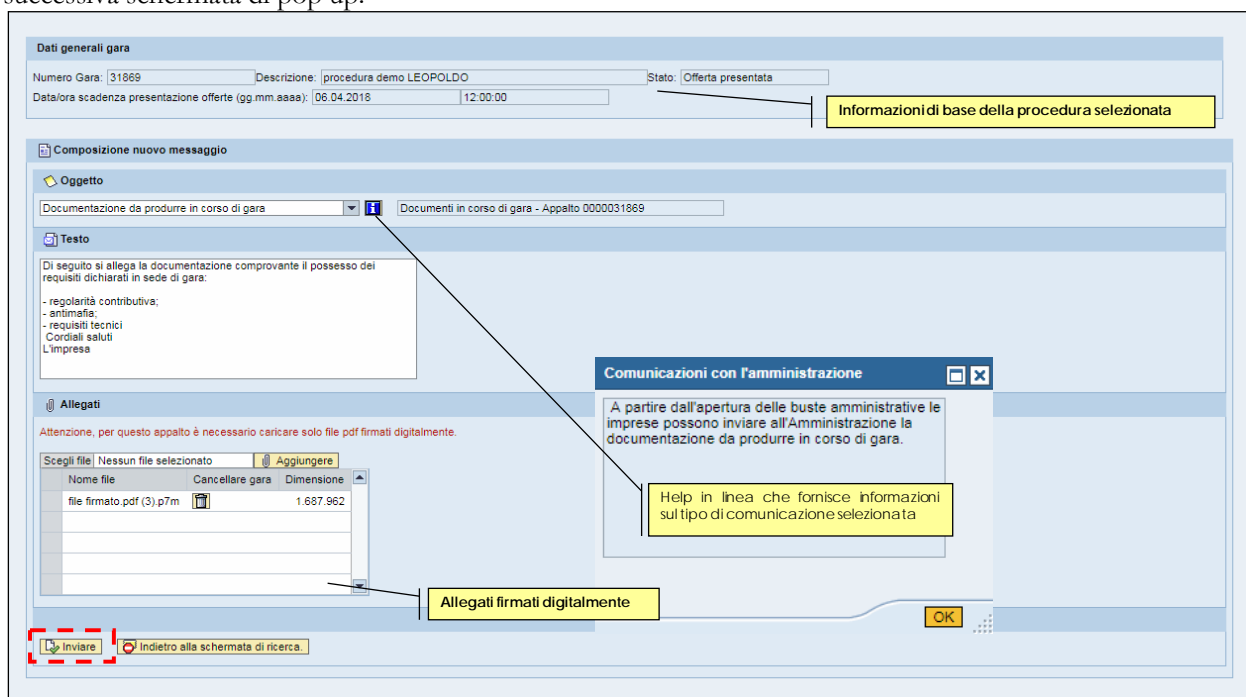 successiva schermata di pop up.
Dati generali gara
Numero Gara: 31869 Descrizione: procedura demo LEOPOLDO Stato: Offerta presentata
Data/ora scadenza presentazione offerte (gg.mm.aaaa): 06.04.2018 12:00:00
Informazioni di base della procedura selezionata
Composizione nuovo messaggio
Oggetto
Documentazione da produrre in corso di gara Documenti in corso di gara - Appalto 0000031869
Testo
Di seguito si allega la documentazione comprovante il possesso dei
requisiti dichiarati in sede di gara:
- regolarità contributiva;
- antimafia;
- requisiti tecnici
Cordiali saluti
L'impresa
Comunicazioni con l'amministrazione
A partire dall'apertura delle buste amministrative le
imprese possono inviare all'Amministrazione la
documentazione da produrre in corso di gara.
Help in linea che fornisce informazioni
sul tipo di comunicazione selezionata
OK
Allegati
Attenzione, per questo appalto è necessario caricare solo file pdf firmati digitalmente.
Scegli file Nessun file selezionato Aggiungere
Nome file Cancellare gara Dimensione
file firmato.pdf (3).p7m 1.687.962
Allegati firmati digitalmente
Inviare Indietro alla schermata di ricerca.